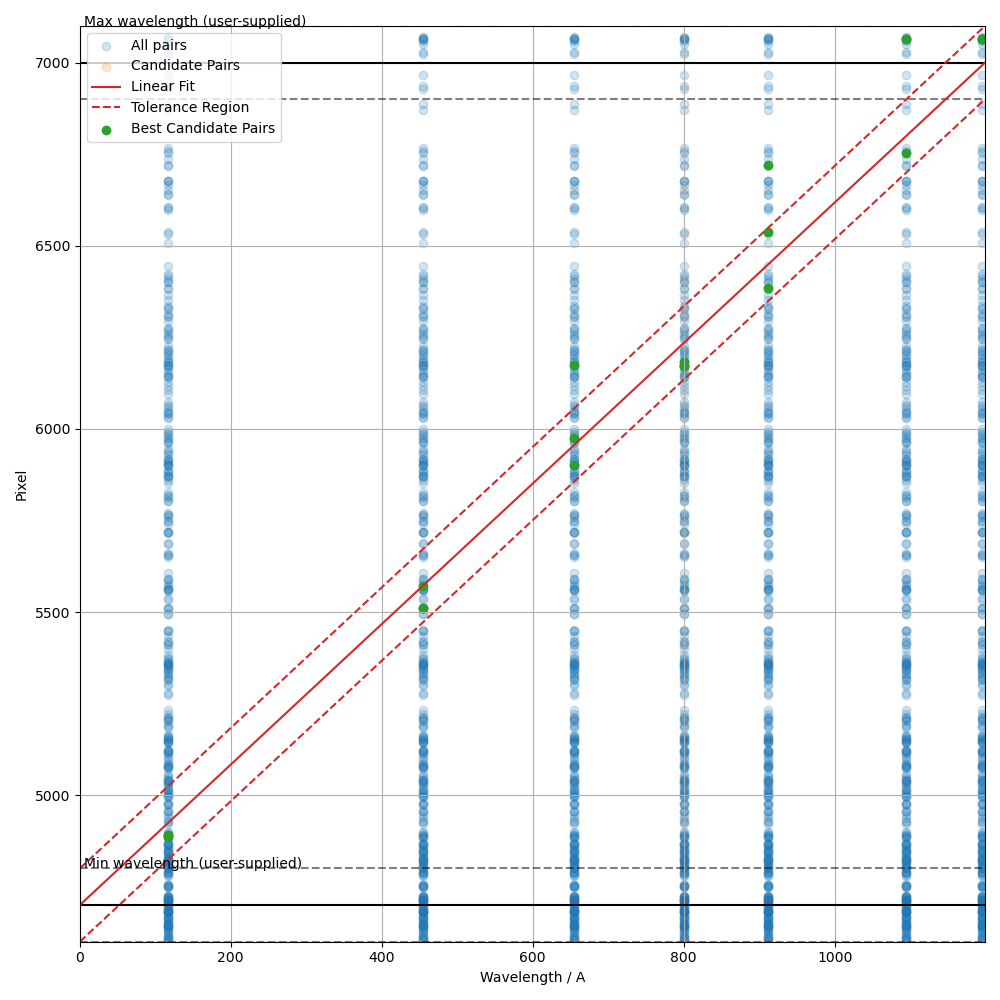 Max wavelength (user-supplied)
All pairs
Candidate Pairs
Linear Fit
Tolerance Region
Best Candidate Pairs
7000
6500
6000
5500
5000
Pixel
Min wavelength (user-supplied)
0 200 400 600 800 1000
Wavelength / A